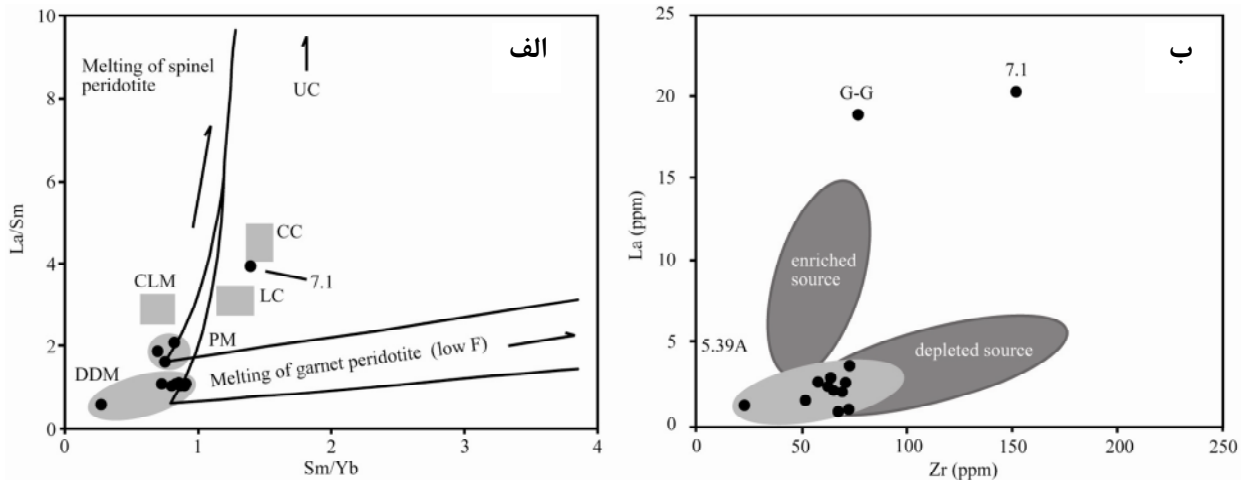 الف
10
8
6
4
2
0
La/Sm
Melting of spinel
peridotite
UC
CC
7.1
LC
CLM
PM
DDM
Melting of garnet peridotite (low F)
0
1
2
3
4
Sm/Yb
ب
25
20
15
10
5
0
La (ppm)
G-G
7.1
enriched
source
5.39A
depleted source
0
50
100
150
200
250
Zr (ppm)